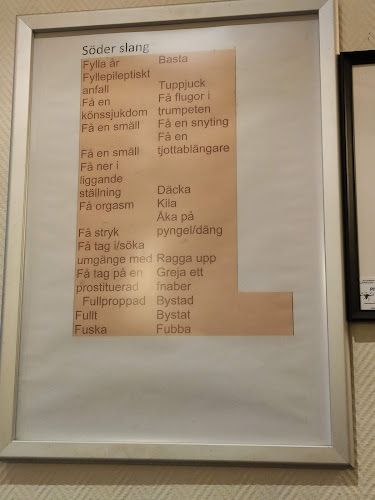 Söder slang
Fylla år Basta
Fyllepileptiskt
anfall Tuppjuck
Få en Få flugor i
könssjukdom trumpeten
Få en smäll Få en snyting
Få en
Få en smäll tjottablängare
Få ner i
liggande
ställning Däcka
Få orgasm Kila
Åka på
Få stryk pyngel/däng
Få tag i/söka
umgänge med Ragga upp
Få tag på en Greja ett
prostituerad fnaber
Fullproppad Bystad
Fullt Bystat
Fuska Fubba